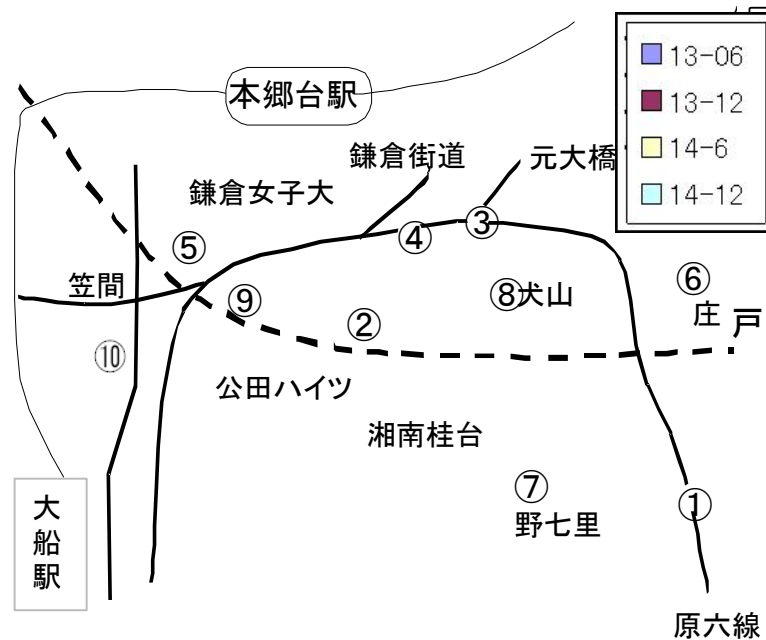 13-06
13-12
14-6
14-12
本郷台駅
鎌倉街道
元大橋
鎌倉女子大
③
④
⑤
笠間
⑥
庄
戸
⑧犬山
⑨
②
⑩
公田ハイツ
湘南桂台
⑦
野七里
①
大船駅
原六線